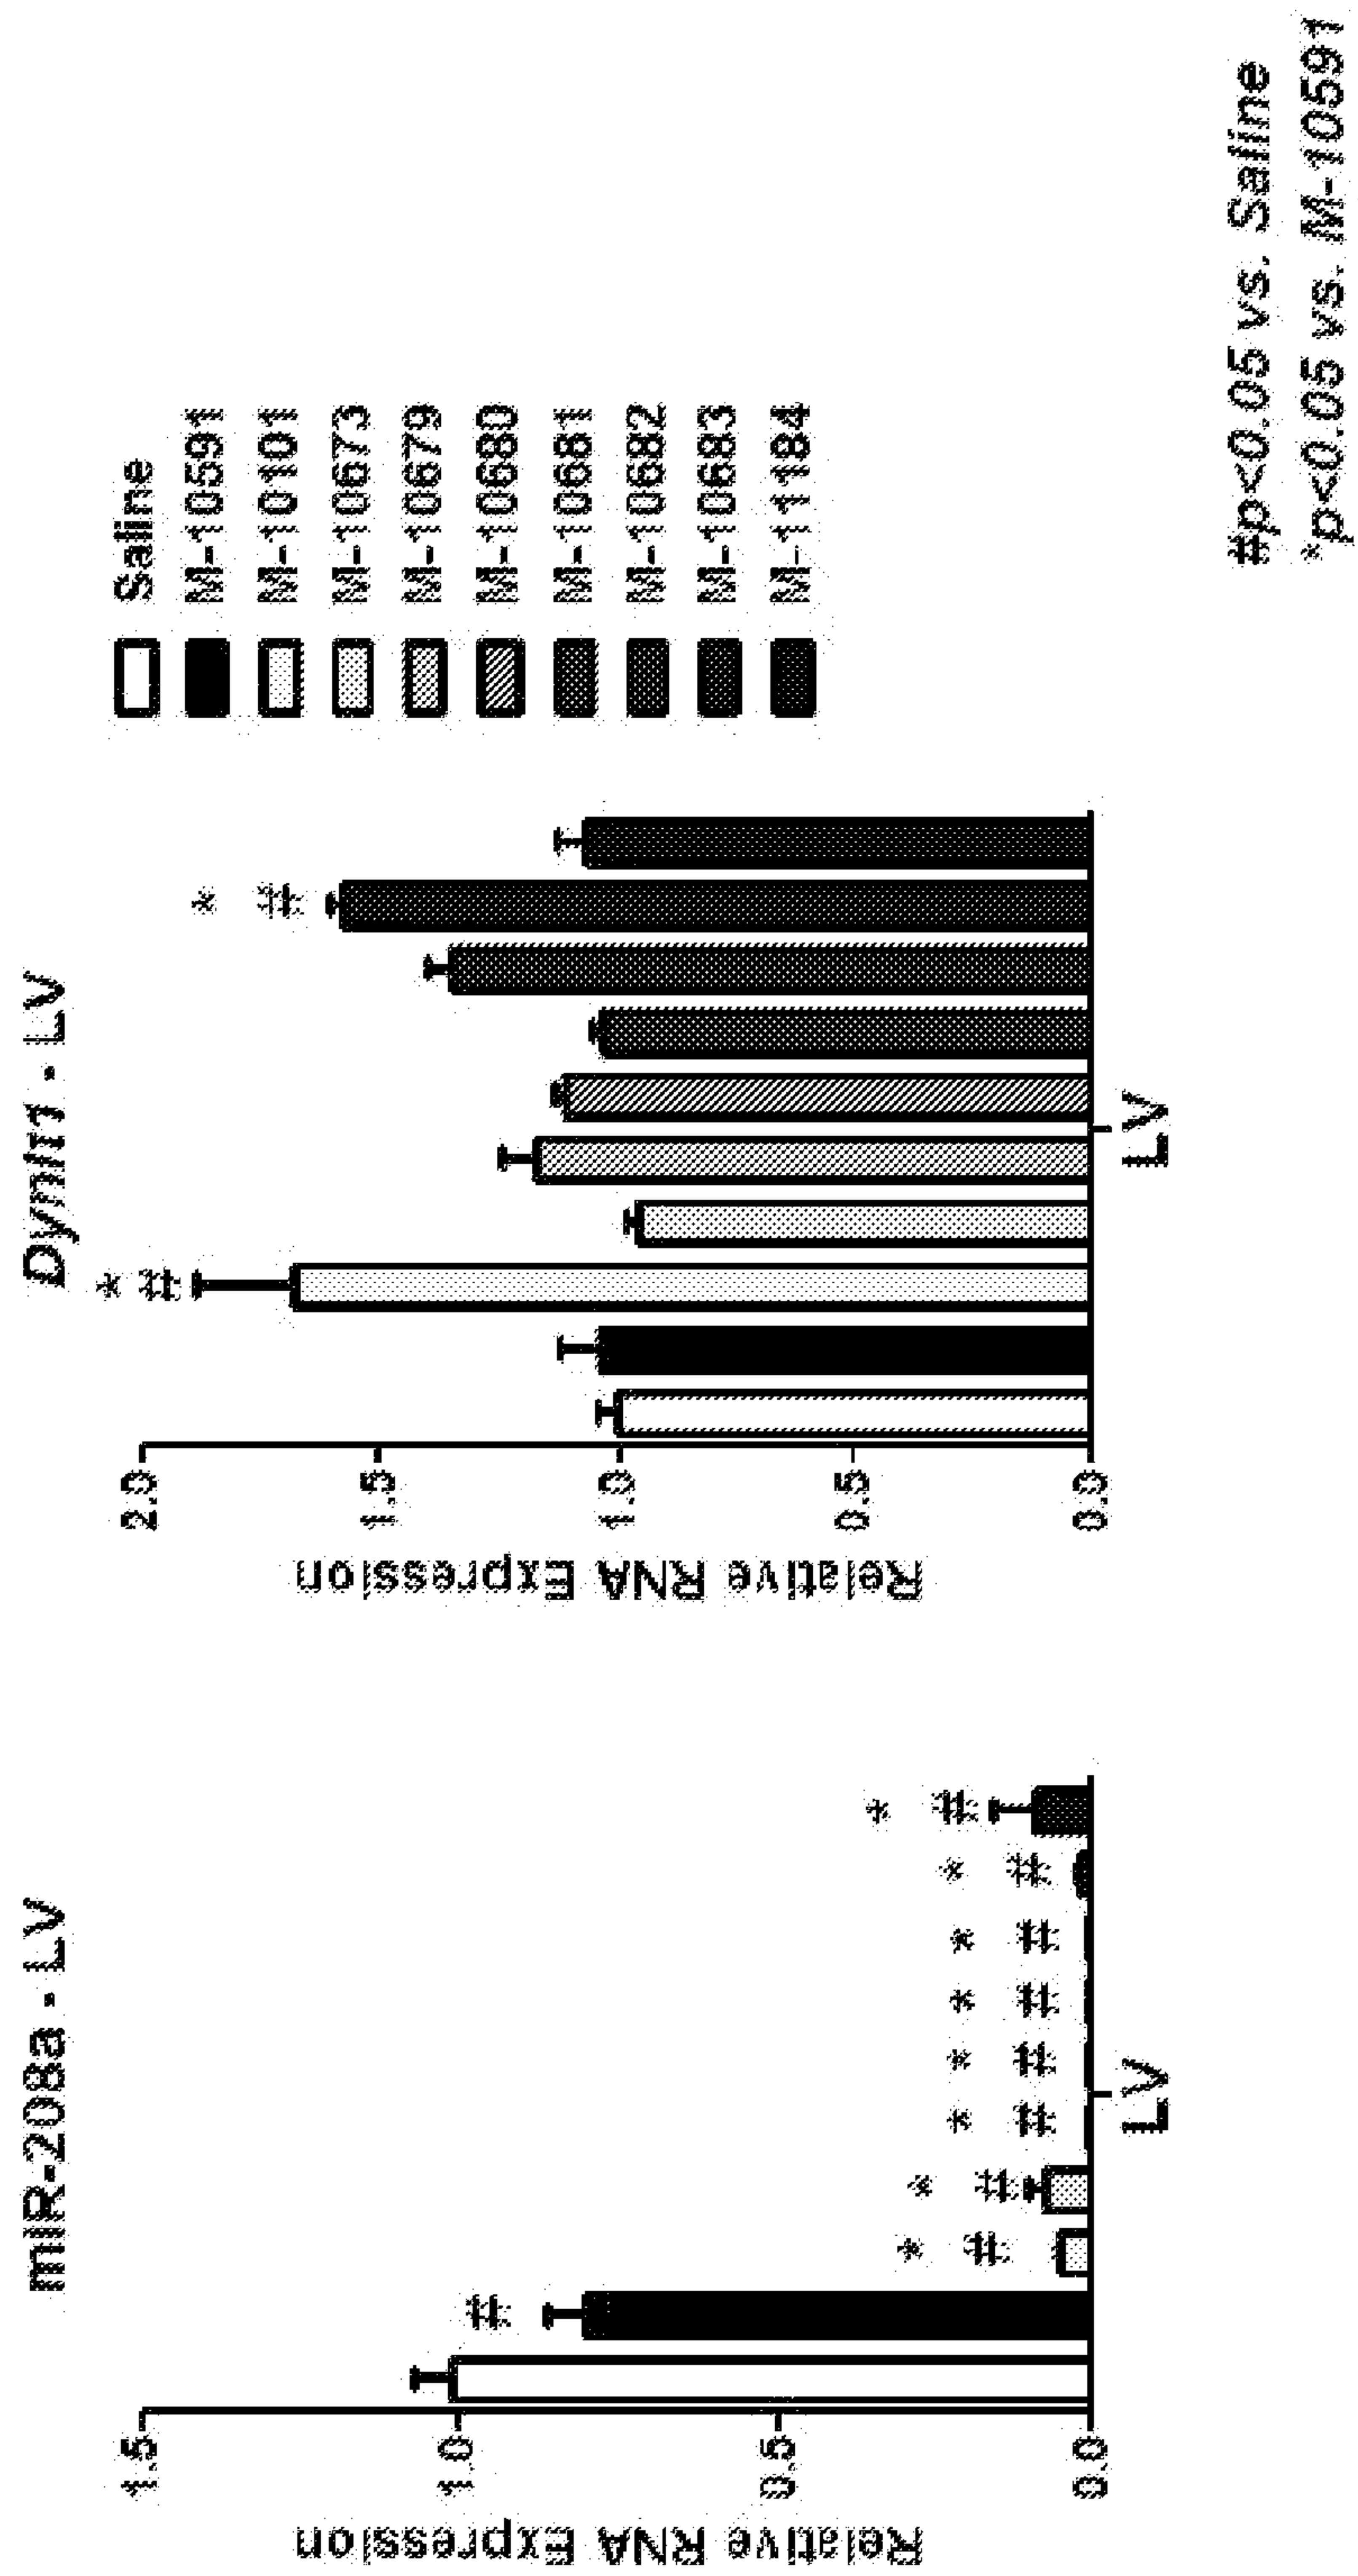 miR-208a - LV
Relative RNA Expression
1.5
1.0
0.5
0.0
#
* #
* #
* #
* #
* #
* #
* #
* #
LV
Dynlt1 - LV
Relative RNA Expression
2.0
1.5
1.0
0.5
0.0
* #
* #
LV
Saline
M-10591
M-10101
M-10673
M-10679
M-10680
M-10681
M-10682
M-10683
M-11184
#p<0.05 vs. Saline
*p<0.05 vs. M-10591